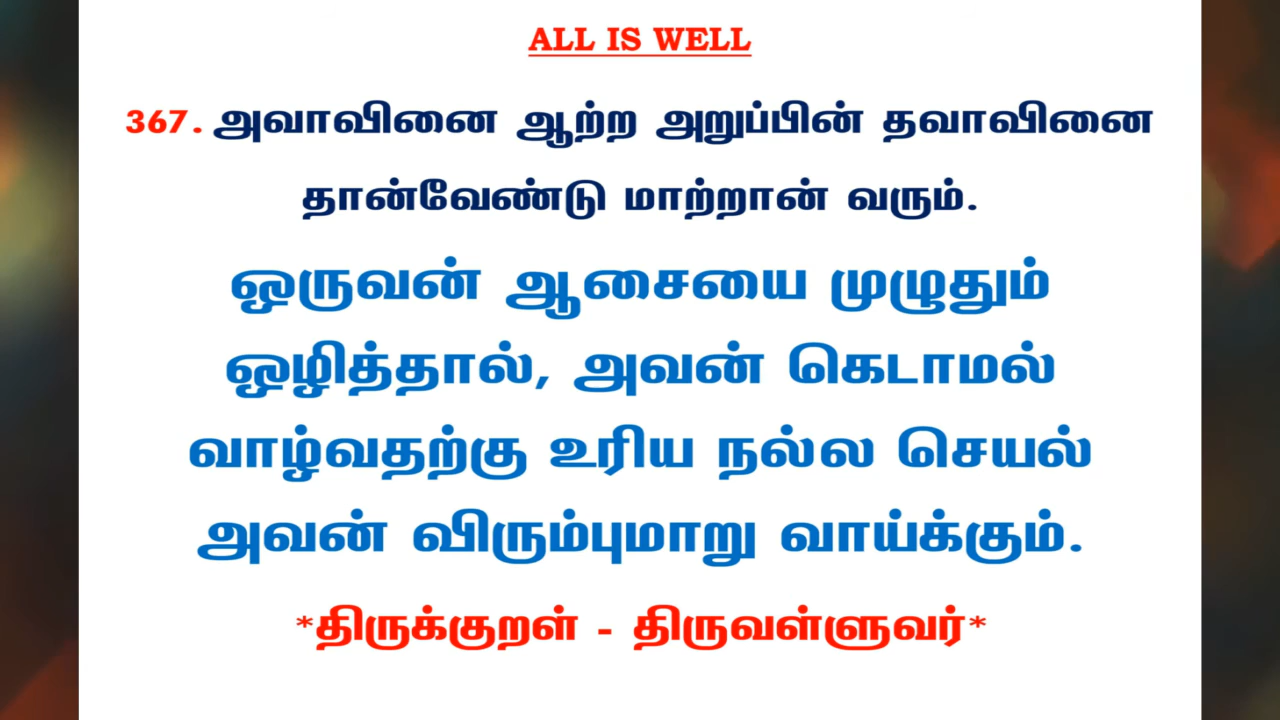 ALL IS WELL
367. அவாவினை ஆற்ற அறுப்பின் தவாவினை
தான்வேண்டு மாற்றான் வரும்.
ஒருவன் ஆசையை முழுதும்
ஒழித்தால், அவன் கெடாமல்
வாழ்வதற்கு உரிய நல்ல செயல்
அவன் விரும்புமாறு வாய்க்கும்.
*திருக்குறள் - திருவள்ளுவர்*